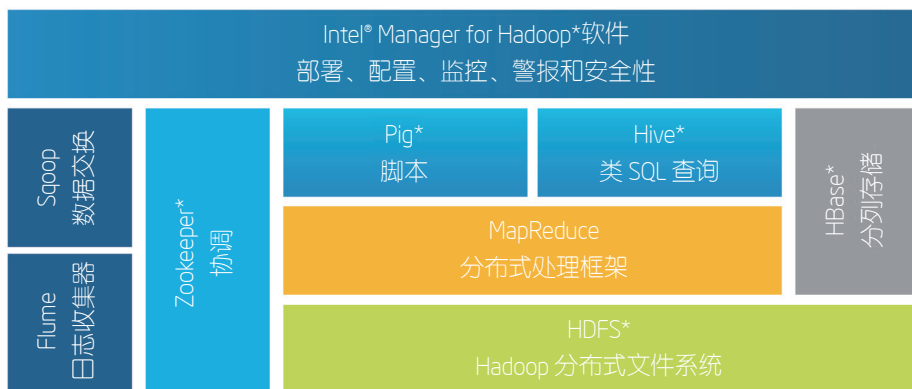 Intel® Manager for Hadoop*软件
部署、配置、监控、警报和安全性
Sqoop
数据交换
Flume
日志收集器
Zookeeper*
协调
Pig*
脚本
Hive*
类 SQL 查询
MapReduce
分布式处理框架
HBase*
分列存储
HDFS*
Hadoop 分布式文件系统